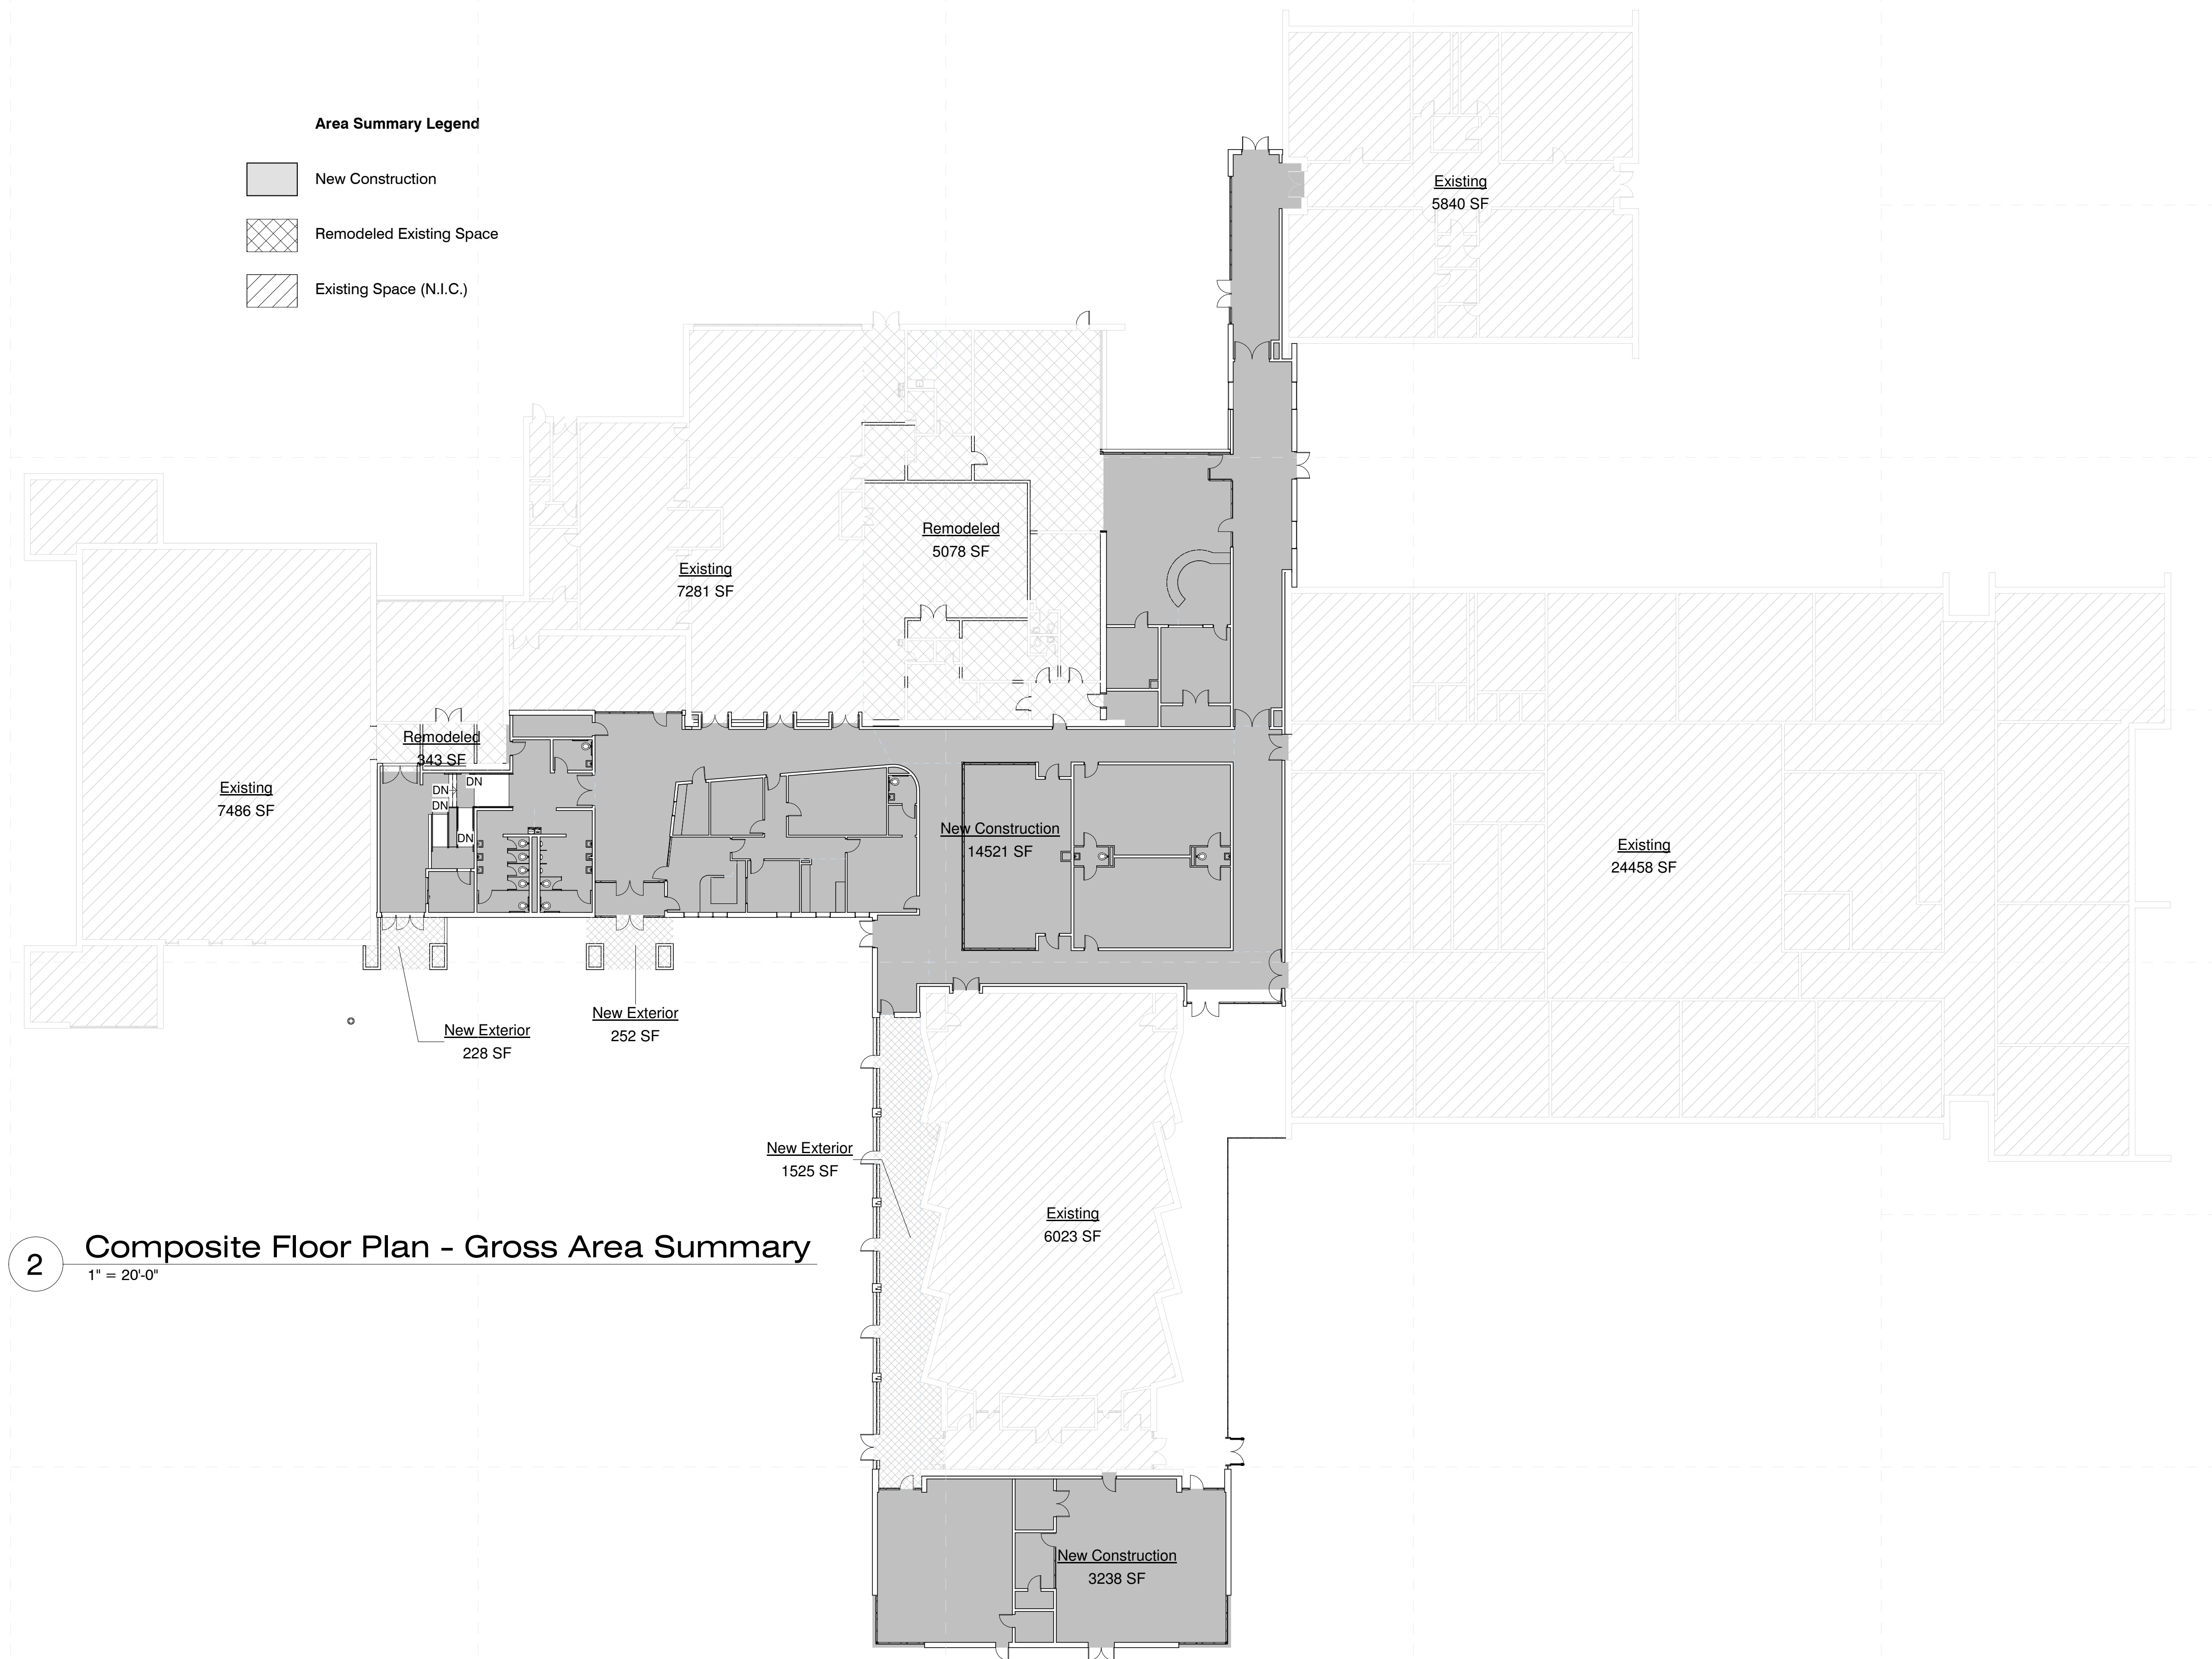 Area Summary Legend
New Construction
Remodeled Existing Space
Existing Space (N.I.C.)
Existing
5840 SF
Remodeled
5078 SF
Existing
7281 SF
Remodeled
343 SF
DN
DN
DN
DN
Existing
7486 SF
New Construction
14521 SF
Existing
24458 SF
New Exterior
252 SF
New Exterior
228 SF
New Exterior
1525 SF
Existing
6023 SF
2
Composite Floor Plan - Gross Area Summary
1" = 20'-0"
New Construction
3238 SF